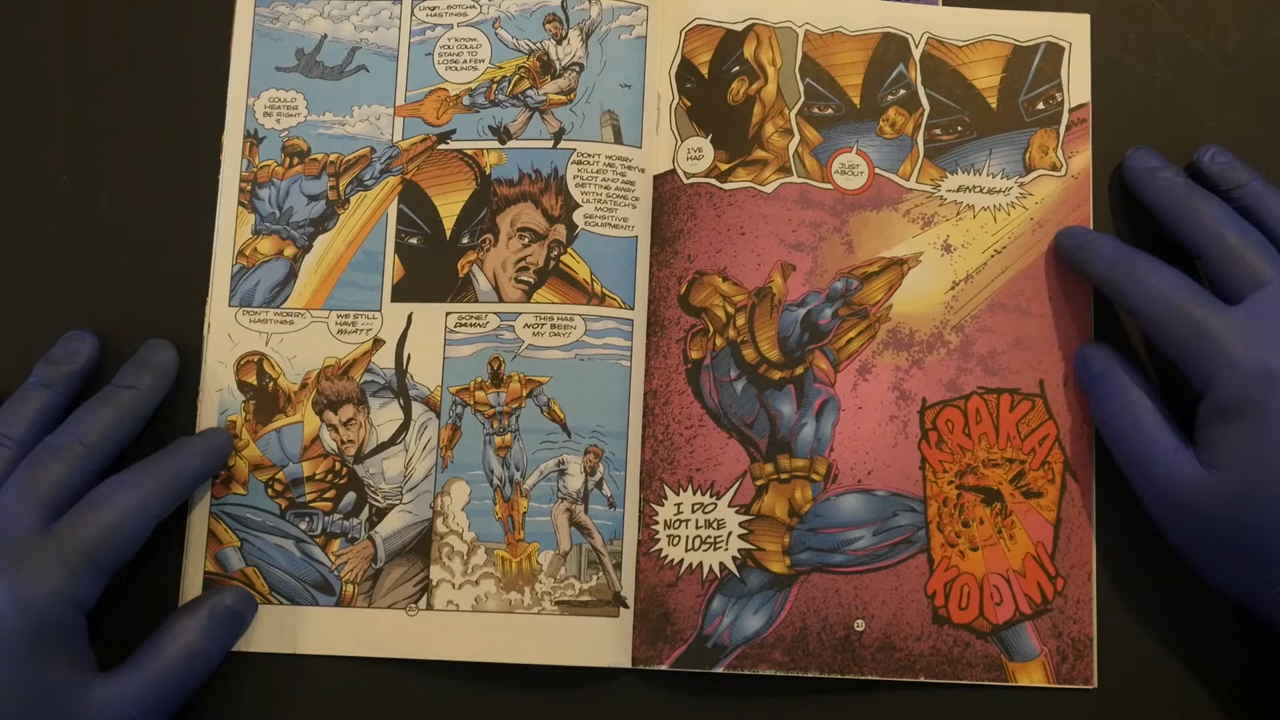 Ungh...GOTCHA,
HASTINGS.
Y'KNOW,
YOU COULD
STAND TO
LOSE A FEW
POUNDS.
COULD
HEATER
BE RIGHT
?
DON'T WORRY
ABOUT ME, THEY'VE
KILLED THE
PILOT AND ARE
GETTING AWAY
WITH SOME OF
ULTRATECH'S
MOST
SENSITIVE
EQUIPMENT!
DON'T WORRY,
HASTINGS.
WE STILL
HAVE ---
WHAT?
GONE!
DAMN!
THIS HAS
NOT BEEN
MY DAY!
20
I'VE
HAD
...
...
JUST
ABOUT
...
...ENOUGH!
I DO
NOT LIKE
TO LOSE!
KRAKA
KOOM!
21